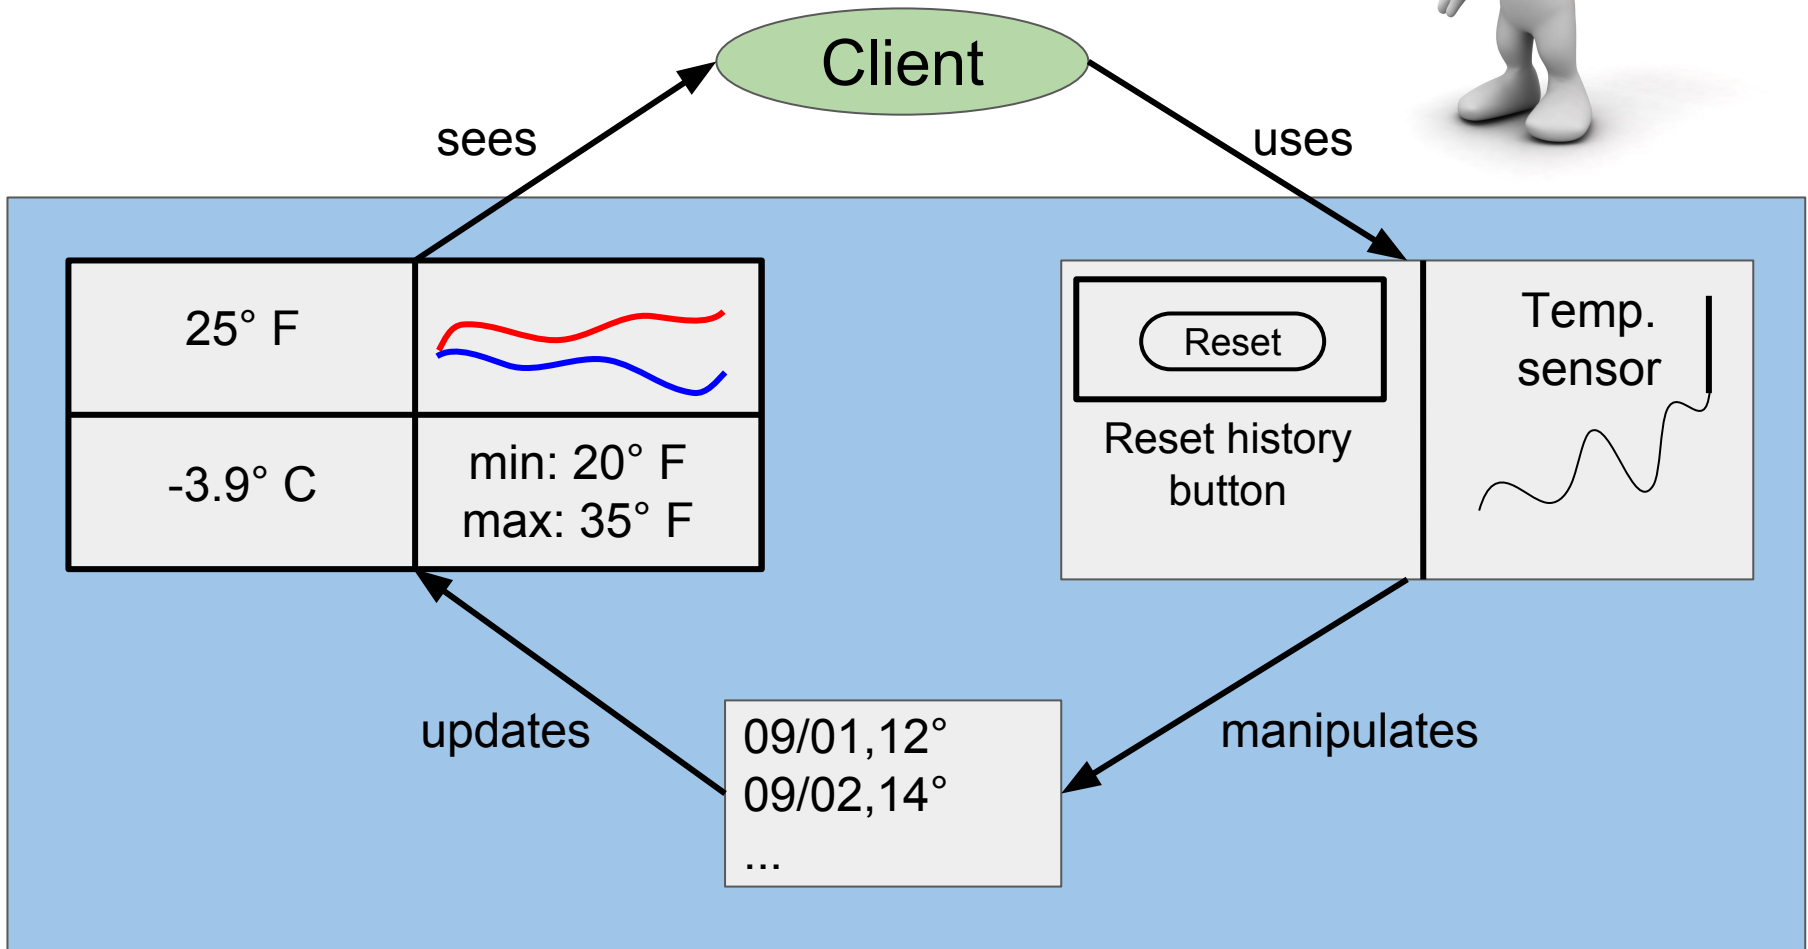 Client
sees
uses
25° F
-3.9° C
min: 20° F
max: 35° F
Reset
Reset history
button
Temp.
sensor
updates
manipulates
09/01,12°
09/02,14°
...